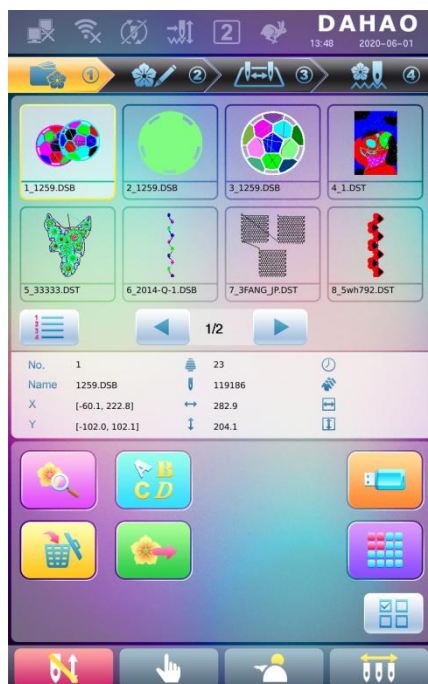 2
DAHAO
13:48 2020-06-01
① ② ③ ④
1_1259.DSB 2_1259.DSB 3_1259.DSB 4_1.DST
5_33333.DST 6_2014-Q-1.DSB 7_3FANG_JP.DST 8_5wh792.DST
1/2
No. 1 23
Name 1259.DSB 119186
X [-60.1, 222.8] 282.9
Y [-102.0, 102.1] 204.1
A B
C D